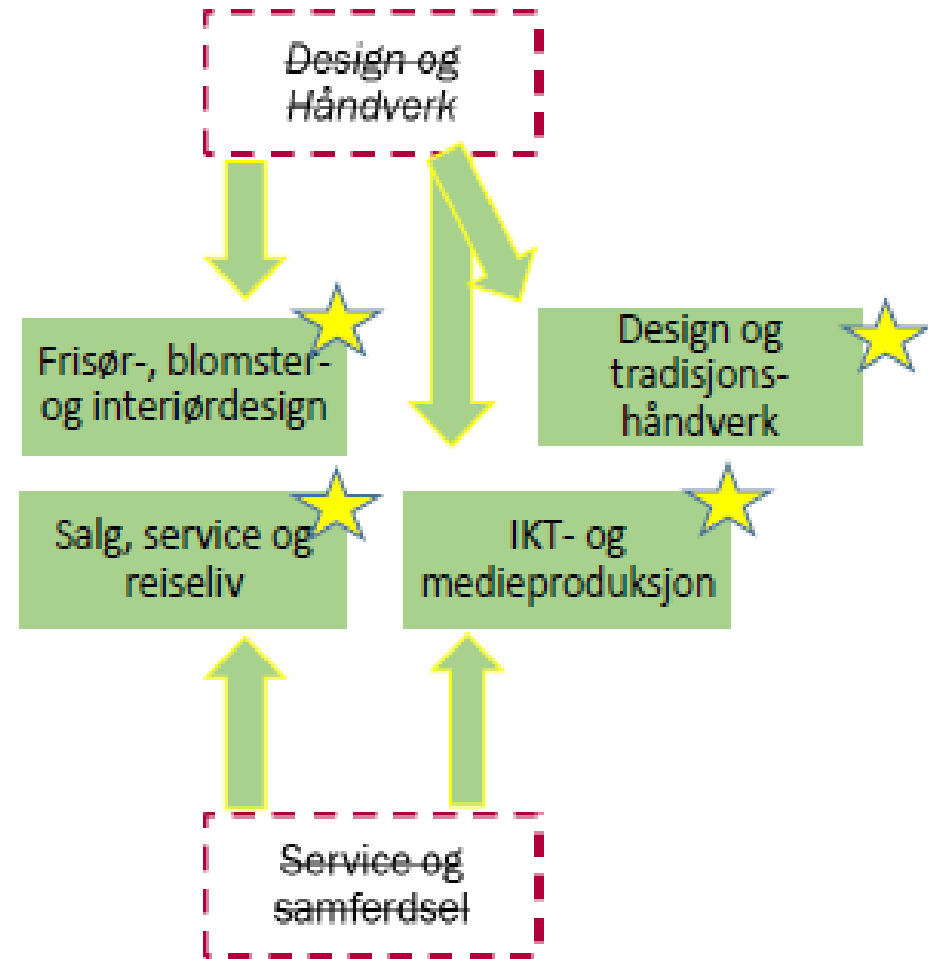 Design og
Håndverk
Frisør-, blomster-
og interiørdesign
Design og
tradisjons-
håndverk
Salg, service og
reiseliv
IKT- og
medieproduksjon
Service og
samferdsel